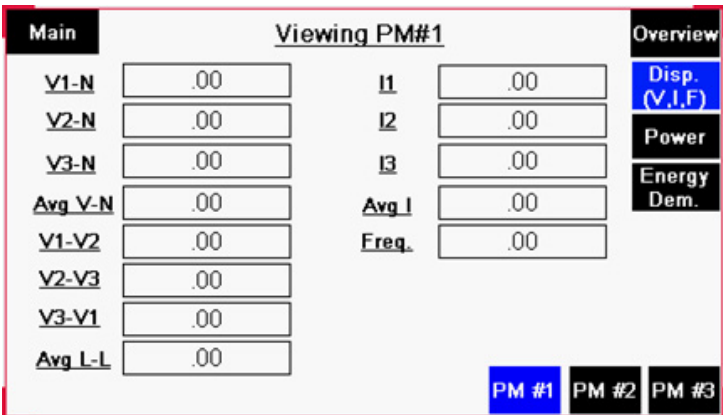 Main
Viewing PM#1
Overview
V1-N .00 I1 .00
Disp.
(V,I,F)
V2-N .00 I2 .00
Power
V3-N .00 I3 .00
Energy
Dem.
Avg V-N .00 Avg I .00
V1-V2 .00 Freq. .00
V2-V3 .00
V3-V1 .00
Avg L-L .00
PM #1 PM #2 PM #3